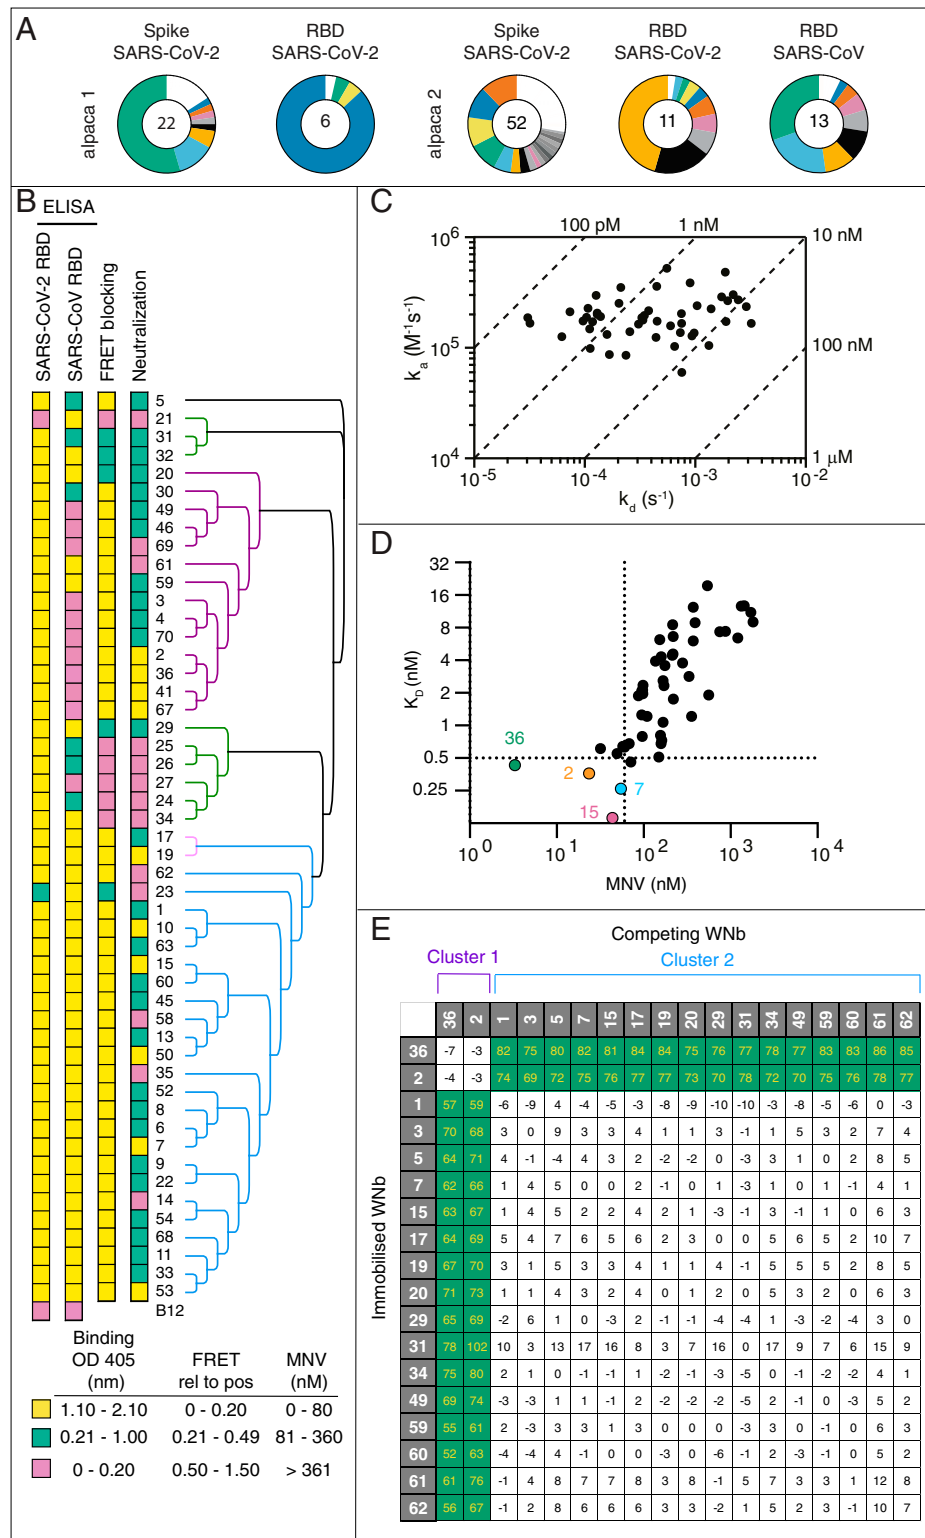 A
Spike
SARS-CoV-2
RBD
SARS-CoV-2
Spike
SARS-CoV-2
RBD
SARS-CoV-2
RBD
SARS-CoV
alpaca 1
22
6
alpaca 2
52
11
13
B
ELISA
SARS-CoV-2 RBD
SARS-CoV RBD
FRET blocking
Neutralization
5
21
31
32
20
30
49
46
69
61
59
3
4
70
2
36
41
67
29
25
26
27
24
34
17
19
62
23
1
10
63
15
60
45
58
13
50
35
52
8
6
7
9
22
14
54
68
11
33
53
B12
Binding
OD 405
(nm)
FRET
rel to pos
MNV
(nM)
1.10 - 2.10 0 - 0.20 0 - 80
0.21 - 1.00 0.21 - 0.49 81 - 360
0 - 0.20 0.50 - 1.50 > 361
C
100 pM 1 nM 10 nM
100 nM
1 μM
10⁶
10⁵
10⁴
kₐ (M⁻¹s⁻¹)
10⁻⁵ 10⁻⁴ 10⁻³ 10⁻²
k_d (s⁻¹)
D
32
16
8
4
2
1
0.5
0.25
K_D (nM)
36
2
7
15
10⁰ 10¹ 10² 10³ 10⁴
MNV (nM)
E
Competing WNb
Cluster 1 Cluster 2
Immobilised WNb
36 2 1 3 5 7 15 17 19 20 29 31 34 49 59 60 61 62
36 -7 -3 82 75 80 82 81 84 84 75 76 77 78 77 83 83 86 85
2 -4 -3 74 69 72 75 76 77 77 73 70 78 72 70 75 76 78 77
1 57 59 -6 -9 4 -4 -5 -3 -8 -9 -10 -10 -3 -8 -5 -6 0 -3
3 70 68 3 0 9 3 3 4 1 1 3 -1 1 5 3 2 7 4
5 64 71 4 -1 -4 4 3 2 -2 -2 0 -3 3 1 0 2 8 5
7 62 66 1 4 5 0 0 2 -1 0 1 -3 1 0 1 -1 4 1
15 63 67 1 4 5 2 2 4 2 1 -3 -1 3 -1 1 0 6 3
17 64 69 5 4 7 6 5 6 2 3 0 0 5 6 5 2 10 7
19 67 70 3 1 5 3 3 4 1 1 4 -1 5 5 5 2 8 5
20 71 73 1 1 3 2 2 4 0 1 2 0 5 3 2 0 6 3
29 65 69 -2 6 1 0 -3 2 -1 -1 -4 -4 1 -3 -2 -4 3 0
31 78 102 10 3 13 17 16 8 3 7 16 0 17 9 7 6 15 9
34 75 80 2 1 0 -1 -1 1 -2 -1 -3 -5 0 -1 -2 -2 4 1
49 69 74 -3 -3 1 1 -1 2 -2 -2 -2 -5 2 -1 0 -3 5 2
59 55 61 2 -3 3 3 1 3 0 0 0 -3 3 0 -1 0 6 3
60 52 63 -4 -4 4 -1 0 0 -3 0 -6 -1 2 -3 -1 0 5 2
61 61 76 -1 4 8 7 7 8 3 8 -1 5 7 3 3 1 12 8
62 56 67 -1 2 8 6 6 6 3 3 -2 1 5 2 3 -1 10 7